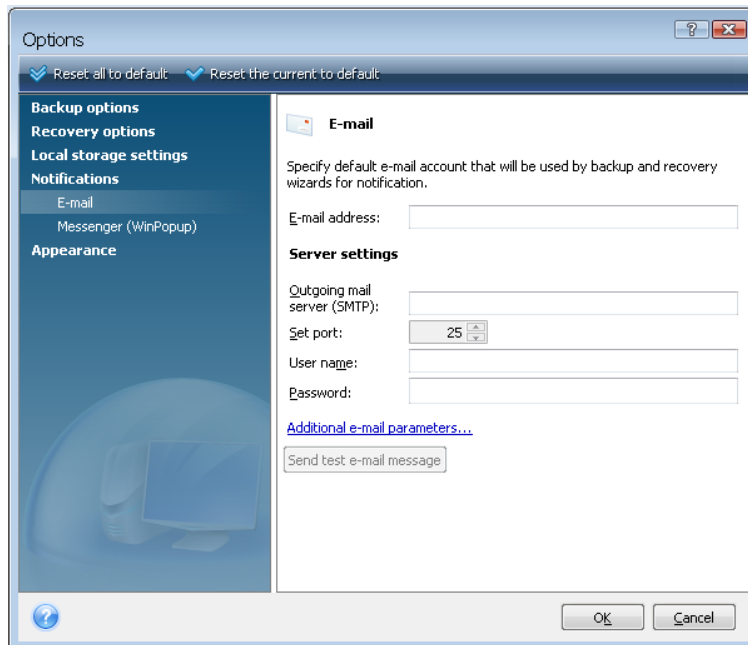 Options
Reset all to default Reset the current to default
Backup options
Recovery options
Local storage settings
Notifications
E-mail
Messenger (WinPopup)
Appearance
E-mail
Specify default e-mail account that will be used by backup and recovery
wizards for notification.
E-mail address:
Server settings
Outgoing mail
server (SMTP):
Set port: 25
User name:
Password:
Additional e-mail parameters...
Send test e-mail message
OK Cancel